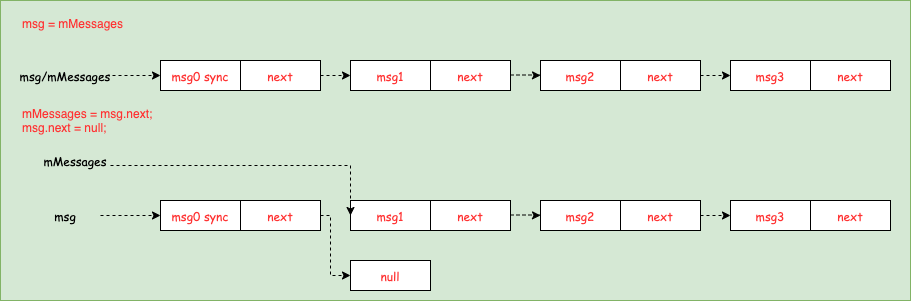 msg = mMessages
msg/mMessages msg0 sync next msg1 next msg2 next msg3 next
mMessages = msg.next;
msg.next = null;
mMessages
msg msg0 sync next msg1 next msg2 next msg3 next
null